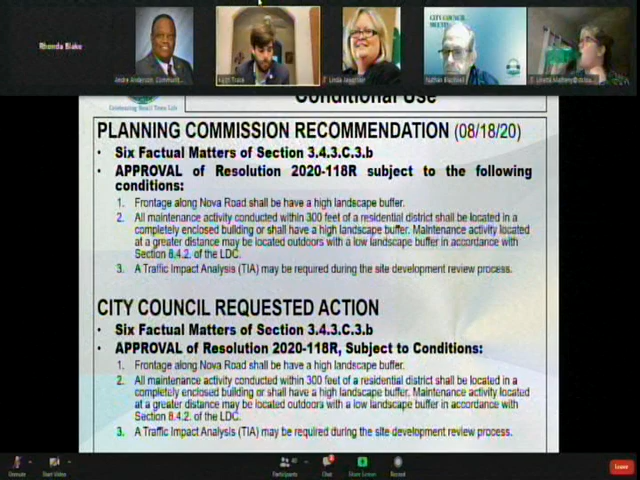 Rhonda Blake
CITY COUNCIL
MEETING
Andre Anderson, Communit...
Nathan Blackwell
Celebrating Small Town Life
Conditional Use
PLANNING COMMISSION RECOMMENDATION (08/18/20)
• Six Factual Matters of Section 3.4.3.C.3.b
• APPROVAL of Resolution 2020-118R subject to the following
conditions:
1. Frontage along Nova Road shall be have a high landscape buffer.
2. All maintenance activity conducted within 300 feet of a residential district shall be located in a
completely enclosed building or shall have a high landscape buffer. Maintenance activity located
at a greater distance may be located outdoors with a low landscape buffer in accordance with
Section 8.4.2. of the LDC.
3. A Traffic Impact Analysis (TIA) may be required during the site development review process.
CITY COUNCIL REQUESTED ACTION
• Six Factual Matters of Section 3.4.3.C.3.b
• APPROVAL of Resolution 2020-118R, Subject to Conditions:
1. Frontage along Nova Road shall be have a high landscape buffer.
2. All maintenance activity conducted within 300 feet of a residential district shall be located in a
completely enclosed building or shall have a high landscape buffer. Maintenance activity located
at a greater distance may be located outdoors with a low landscape buffer in accordance with
Section 8.4.2. of the LDC.
3. A Traffic Impact Analysis (TIA) may be required during the site development review process.
Unmute Start Video Participants Chat Share Screen Record Leave